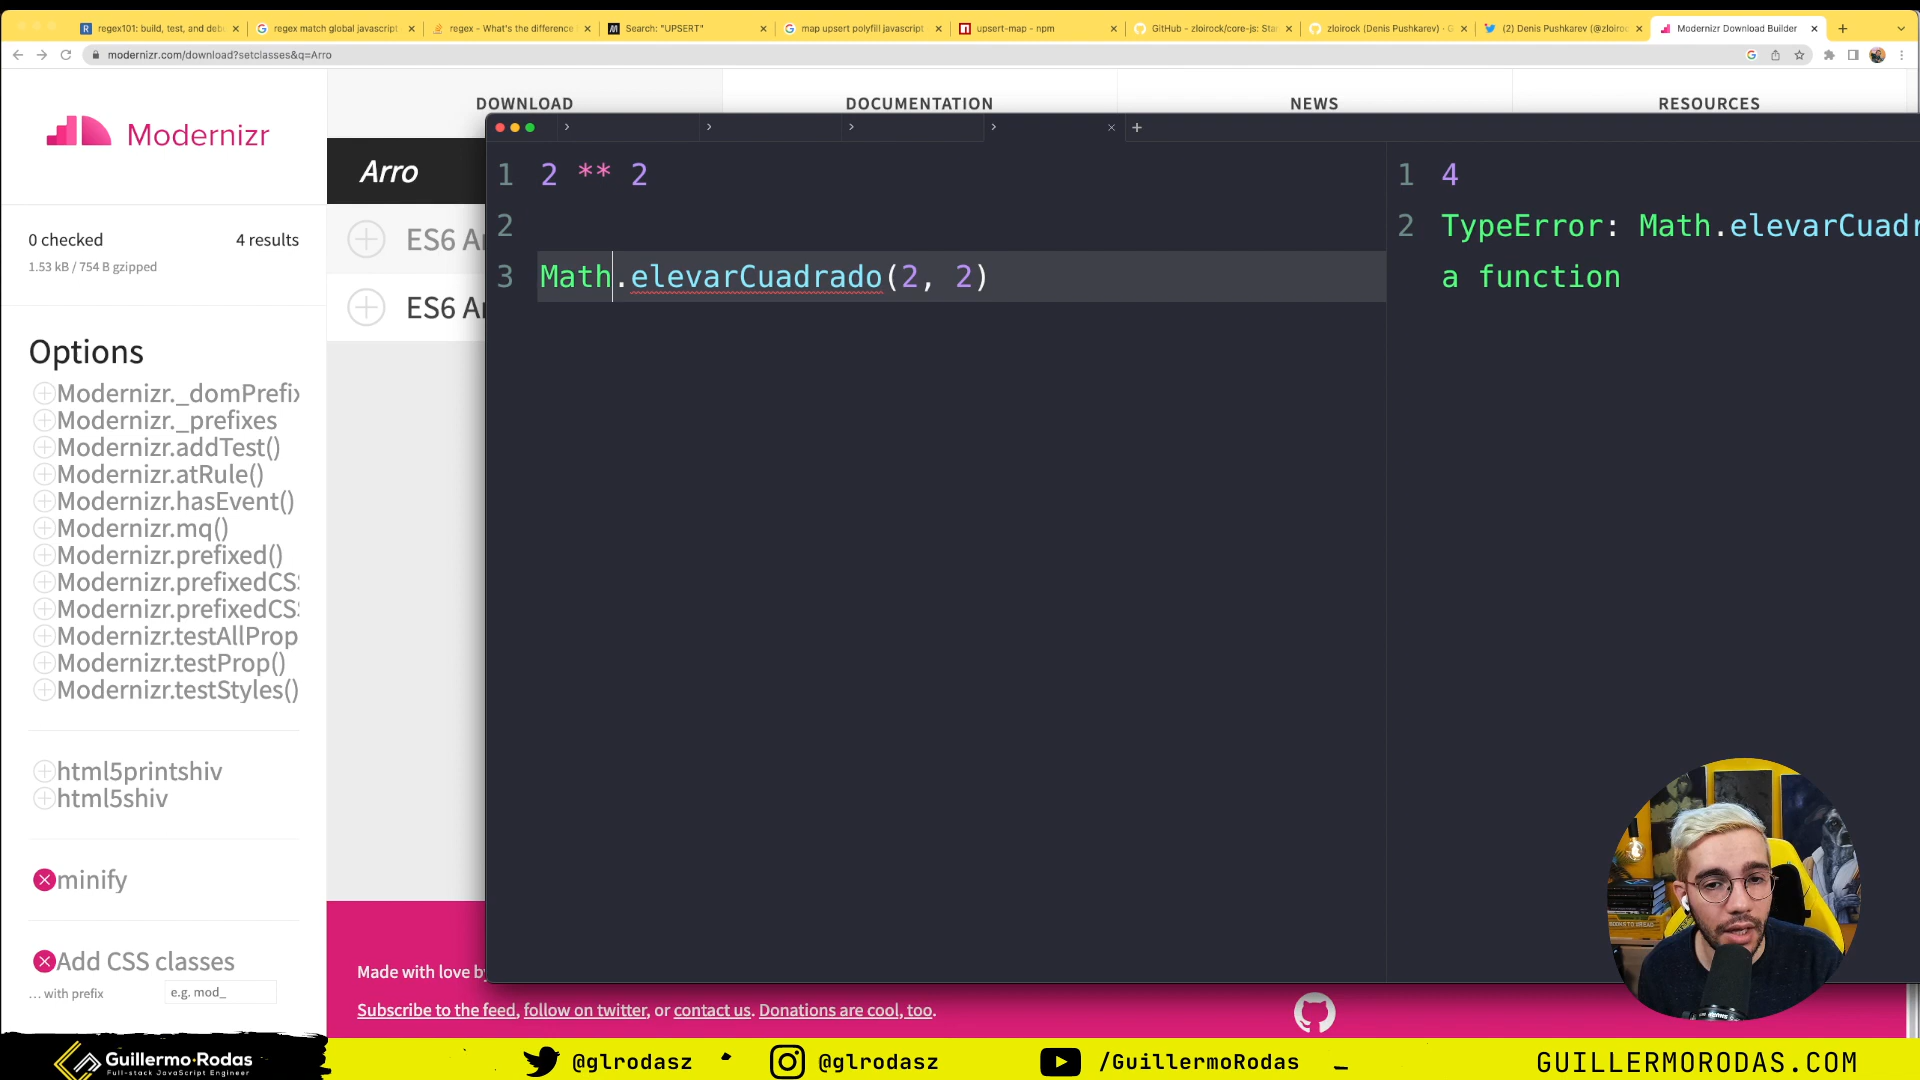 regex101: build, test, and deb
regex match global javascript
regex - What's the difference
Search: "UPSERT"
map upsert polyfill javascript
upsert-map - npm
GitHub - zloirock/core-js: Sta
zloirock (Denis Pushkarev) · G
(2) Denis Pushkarev (@zloiroc
Modernizr Download Builder
modernizr.com/download?setclasses&q=Arro
Modernizr
DOWNLOAD
DOCUMENTATION
NEWS
RESOURCES
Arro
0 checked
4 results
1.53 kB / 754 B gzipped
ES6 Ar
ES6 Ar
Options
Modernizr._domPrefix
Modernizr._prefixes
Modernizr.addTest()
Modernizr.atRule()
Modernizr.hasEvent()
Modernizr.mq()
Modernizr.prefixed()
Modernizr.prefixedCSS
Modernizr.prefixedCSS
Modernizr.testAllProp
Modernizr.testProp()
Modernizr.testStyles()
html5printshiv
html5shiv
minify
Add CSS classes
... with prefix
e.g. mod_
1 2 ** 2
2
3 Math.elevarCuadrado(2, 2)
1 4
2 TypeError: Math.elevarCuadr
a function
Made with love by
Subscribe to the feed, follow on twitter, or contact us. Donations are cool, too.
Guillermo·Rodas
Full-stack JavaScript Engineer
@glrodasz
@glrodasz
/GuillermoRodas
GUILLERMORODAS.COM